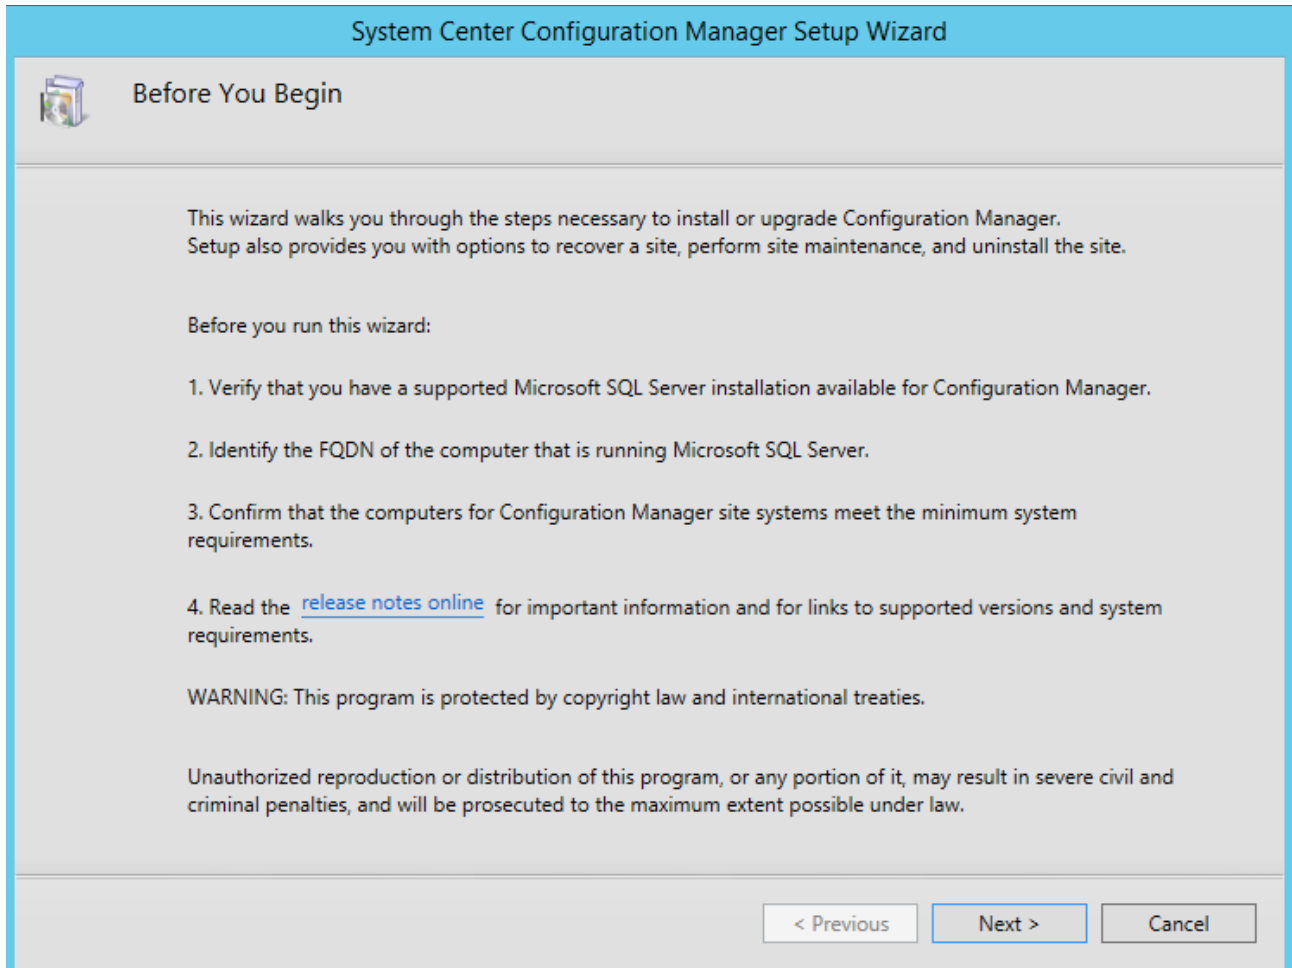 System Center Configuration Manager Setup Wizard
Before You Begin
This wizard walks you through the steps necessary to install or upgrade Configuration Manager.
Setup also provides you with options to recover a site, perform site maintenance, and uninstall the site.
Before you run this wizard:
1. Verify that you have a supported Microsoft SQL Server installation available for Configuration Manager.
2. Identify the FQDN of the computer that is running Microsoft SQL Server.
3. Confirm that the computers for Configuration Manager site systems meet the minimum system
requirements.
4. Read the release notes online for important information and for links to supported versions and system
requirements.
WARNING: This program is protected by copyright law and international treaties.
Unauthorized reproduction or distribution of this program, or any portion of it, may result in severe civil and
criminal penalties, and will be prosecuted to the maximum extent possible under law.
< Previous Next > Cancel